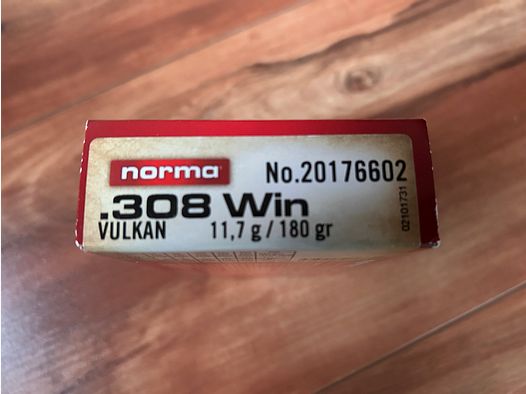 norma No.20176602
.308 Win
VULKAN 11,7 g / 180 gr
02101731